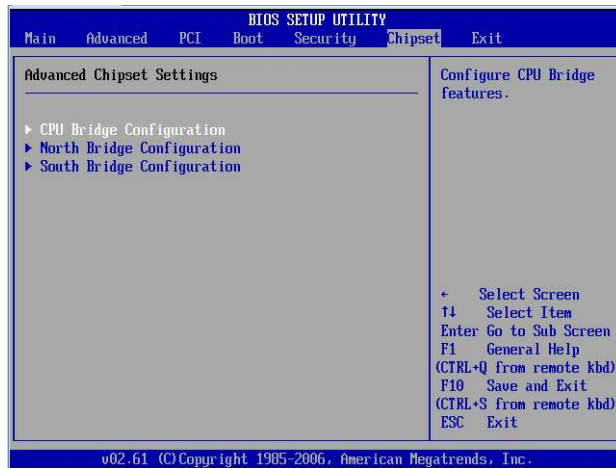 BIOS SETUP UTILITY
Main Advanced PCI Boot Security Chipset Exit
Advanced Chipset Settings
CPU Bridge Configuration
North Bridge Configuration
South Bridge Configuration
Configure CPU Bridge
features.
← Select Screen
↑↓ Select Item
Enter Go to Sub Screen
F1 General Help
(CTRL+Q from remote kbd)
F10 Save and Exit
(CTRL+S from remote kbd)
ESC Exit
v02.61 (C)Copyright 1985-2006, American Megatrends, Inc.